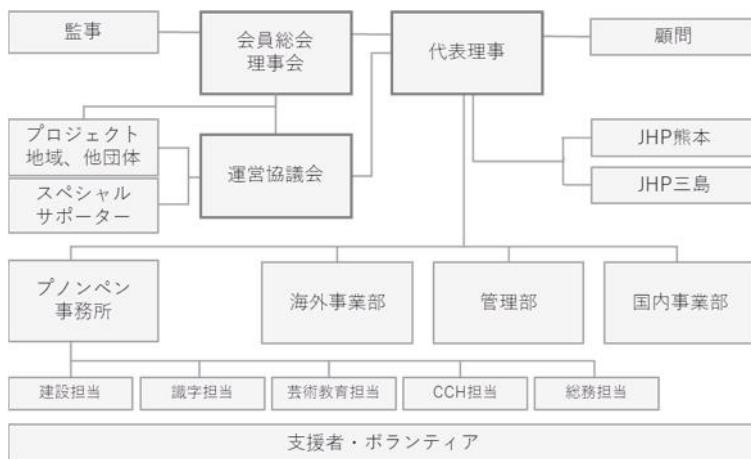 監事
会員総会
理事会
代表理事
顧問
プロジェクト
地域、他団体
スペシャル
サポーター
運営協議会
JHP熊本
JHP三島
プノンペン
事務所
海外事業部
管理部
国内事業部
建設担当
識字担当
芸術教育担当
CCH担当
総務担当
支援者・ボランティア